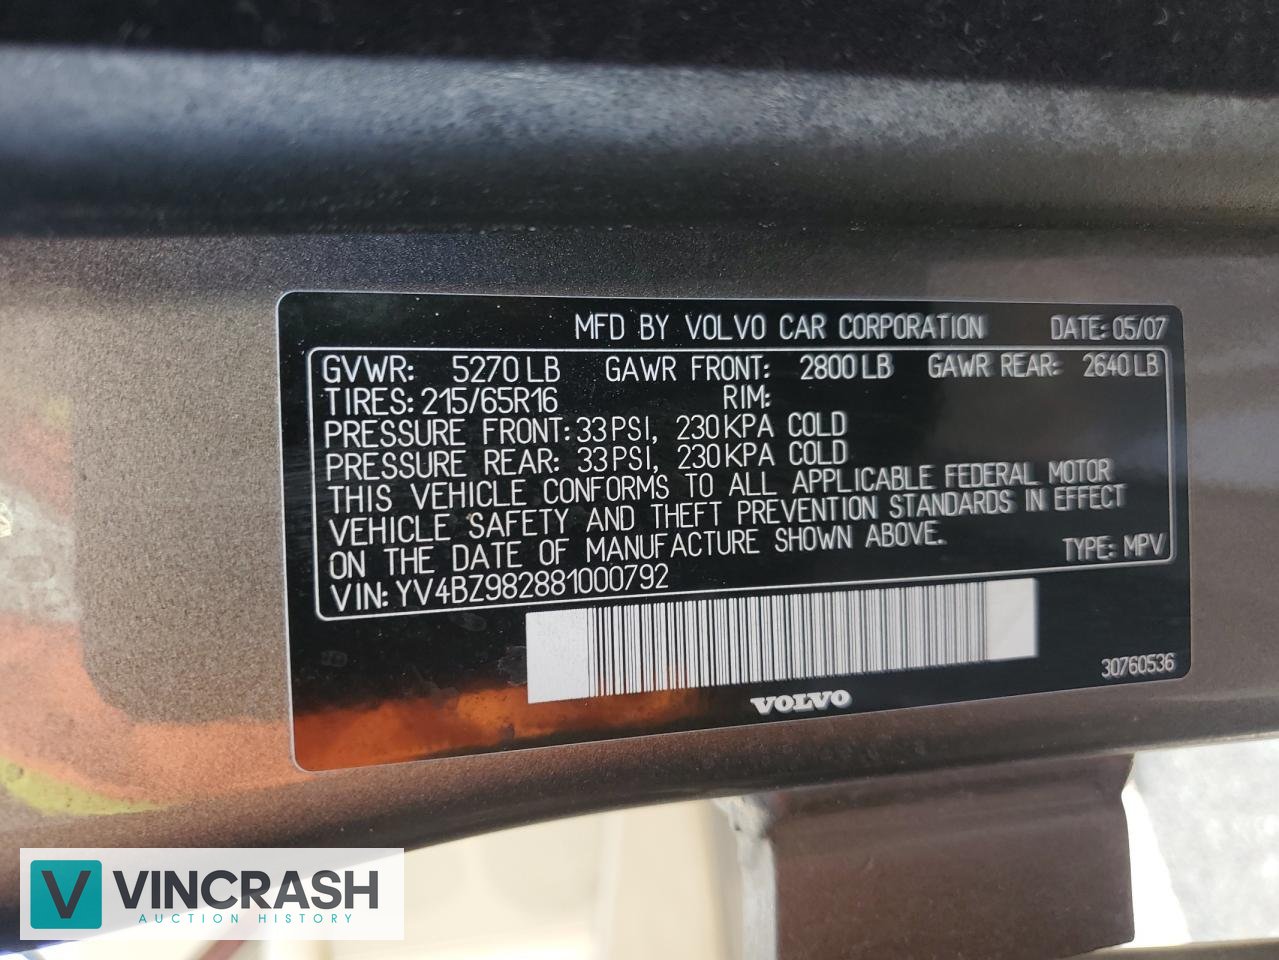 MFD BY VOLVO CAR CORPORATION DATE: 05/07
GVWR: 5270 LB GAWR FRONT: 2800 LB GAWR REAR: 2640 LB
TIRES: 215/65R16 RIM:
PRESSURE FRONT: 33 PSI, 230 KPA COLD
PRESSURE REAR: 33 PSI, 230 KPA COLD
THIS VEHICLE CONFORMS TO ALL APPLICABLE FEDERAL MOTOR
VEHICLE SAFETY AND THEFT PREVENTION STANDARDS IN EFFECT
ON THE DATE OF MANUFACTURE SHOWN ABOVE.
VIN: YV4BZ982881000792 TYPE: MPV
30760536
VOLVO
V VINCRASH
AUCTION HISTORY